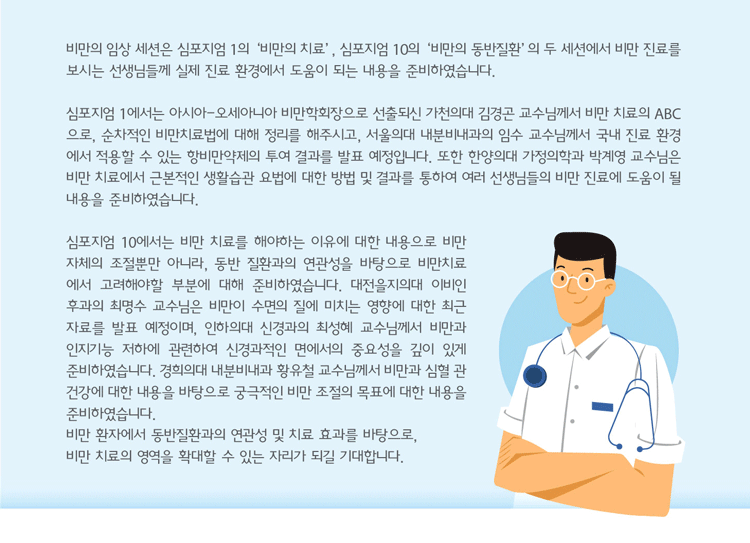 비만의 임상 세션은 심포지엄 1의 ‘비만의 치료’, 심포지엄 10의 ‘비만의 동반질환’의 두 세션에서 비만 진료를
보시는 선생님들께 실제 진료 환경에서 도움이 되는 내용을 준비하였습니다.
심포지엄 1에서는 아시아-오세아니아 비만학회장으로 선출되신 가천의대 김경곤 교수님께서 비만 치료의 ABC
으로, 순차적인 비만치료법에 대해 정리를 해주시고, 서울의대 내분비내과의 임수 교수님께서 국내 진료 환경
에서 적용할 수 있는 항비만약제의 투여 결과를 발표 예정입니다. 또한 한양의대 가정의학과 박계영 교수님은
비만 치료에서 근본적인 생활습관 요법에 대한 방법 및 결과를 통하여 여러 선생님들의 비만 진료에 도움이 될
내용을 준비하였습니다.
심포지엄 10에서는 비만 치료를 해야하는 이유에 대한 내용으로 비만
자체의 조절뿐만 아니라, 동반 질환과의 연관성을 바탕으로 비만치료
에서 고려해야할 부분에 대해 준비하였습니다. 대전을지의대 이비인
후과의 최명수 교수님은 비만이 수면의 질에 미치는 영향에 대한 최근
자료를 발표 예정이며, 인하의대 신경과의 최성혜 교수님께서 비만과
인지기능 저하에 관련하여 신경과적인 면에서의 중요성을 깊이 있게
준비하였습니다. 경희의대 내분비내과 황유철 교수님께서 비만과 심혈 관
건강에 대한 내용을 바탕으로 궁극적인 비만 조절의 목표에 대한 내용을
준비하였습니다.
비만 환자에서 동반질환과의 연관성 및 치료 효과를 바탕으로,
비만 치료의 영역을 확대할 수 있는 자리가 되길 기대합니다.